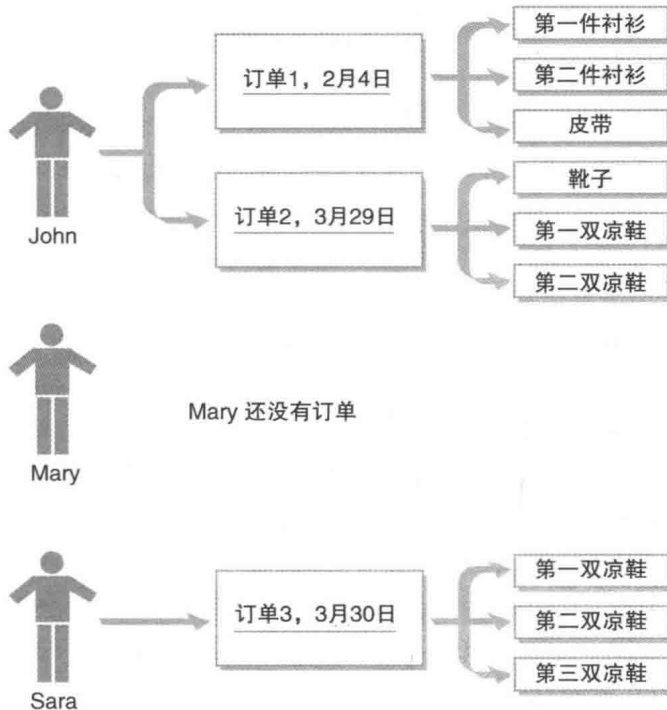 第一件衬衫
订单1，2月4日
第二件衬衫
皮带
John
订单2，3月29日
靴子
第一双凉鞋
第二双凉鞋
Mary 还没有订单
Mary
订单3，3月30日
第一双凉鞋
第二双凉鞋
第三双凉鞋
Sara